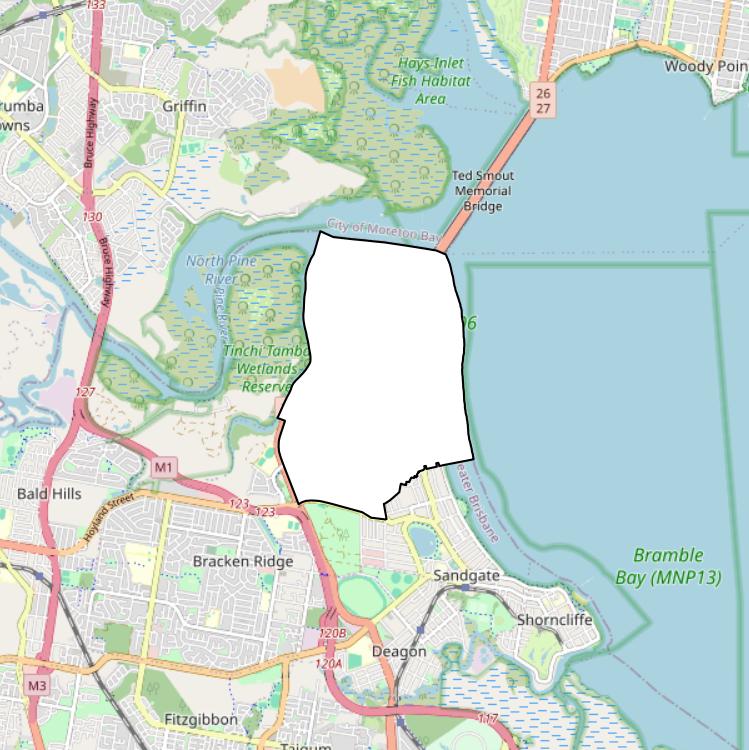 133
Hays Inlet
Fish Habitat
Area
Woody Poin
26
27
Griffin
rumba
owns
Bruce Highway
Ted Smout
Memorial
Bridge
130
City of Moreton Bay
Bruce Highway
North Pine
River
Pine River
06
Tinchi Tamba
Wetlands
Reserve
127
M1
Bald Hills
123
123
Hoyland Street
eater Brisbane
Bracken Ridge
Bramble
Bay (MNP13)
Sandgate
Shorncliffe
120B
Deagon
120A
M3
Fitzgibbon
117
Taigum